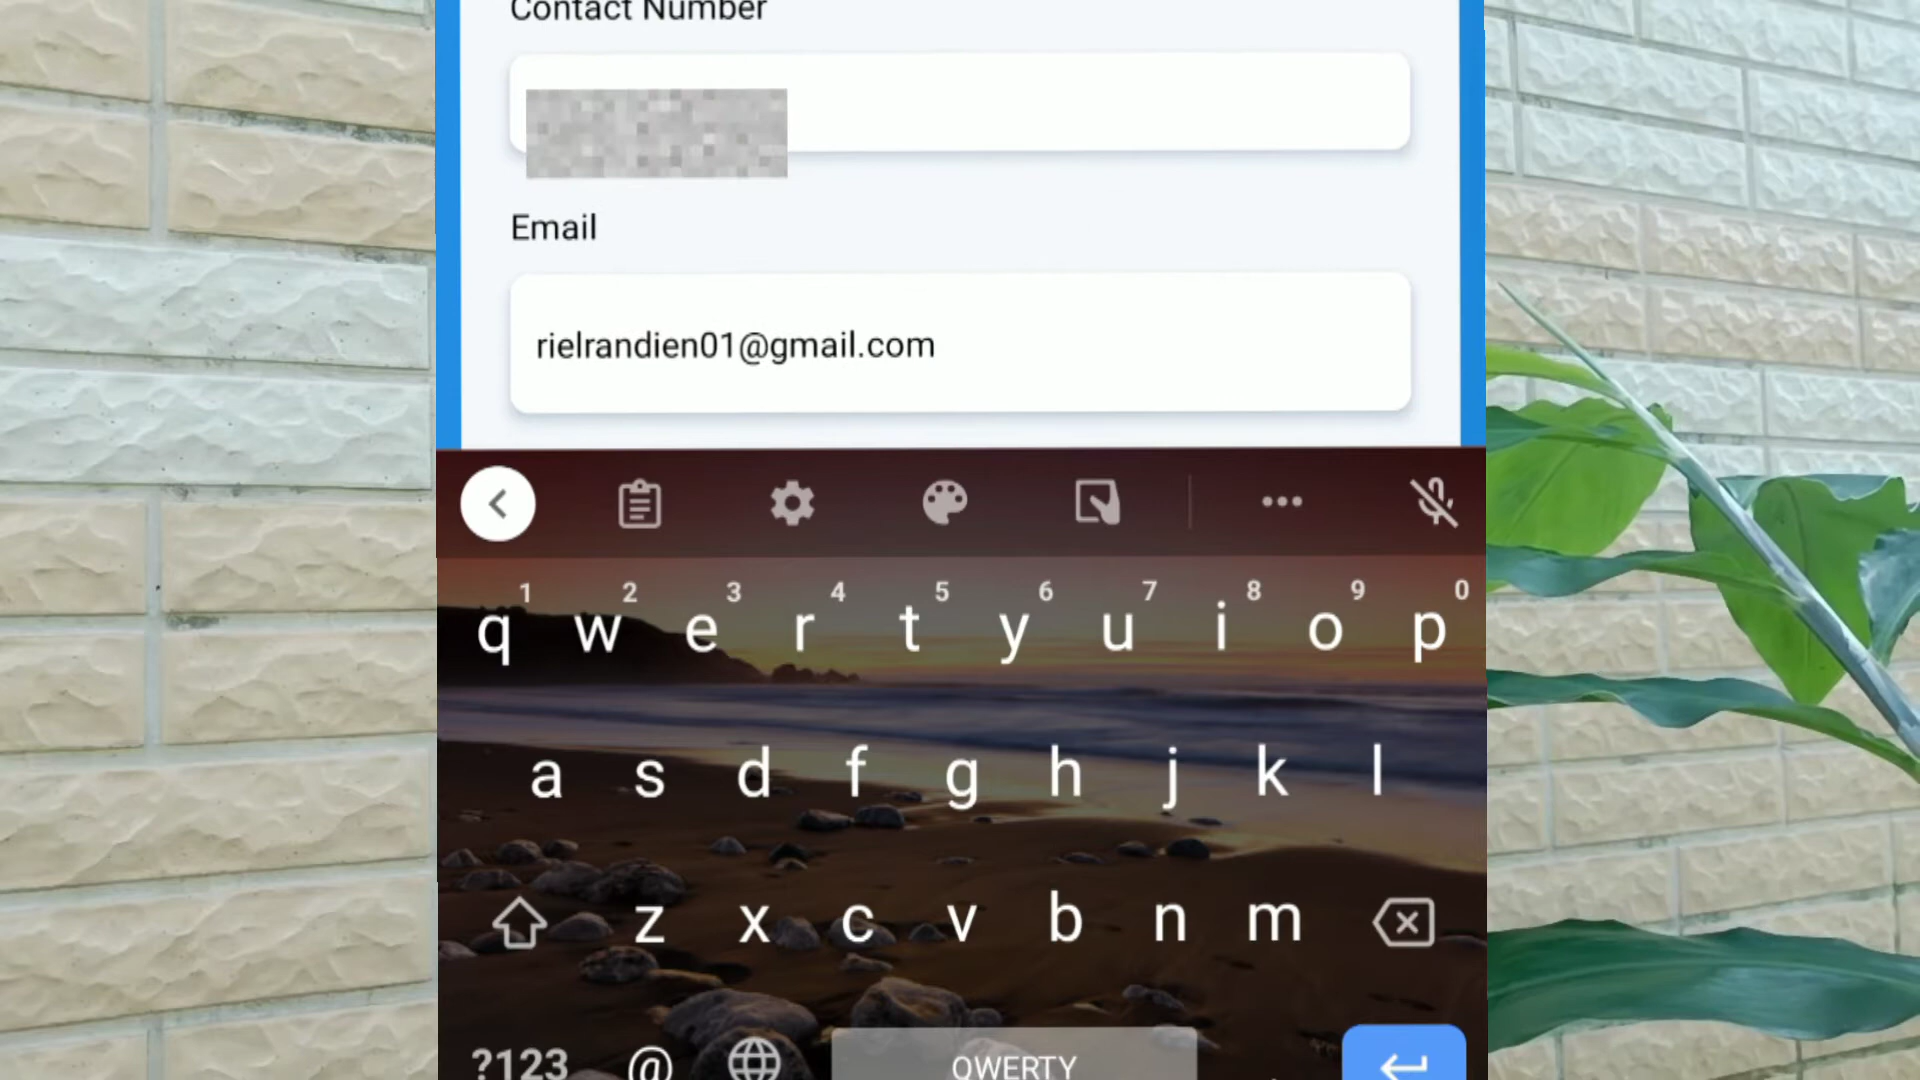 Contact Number
Email
rielrandien01@gmail.com
1 2 3 4 5 6 7 8 9 0
q w e r t y u i o p
a s d f g h j k l
z x c v b n m
?123 @ QWERTY .